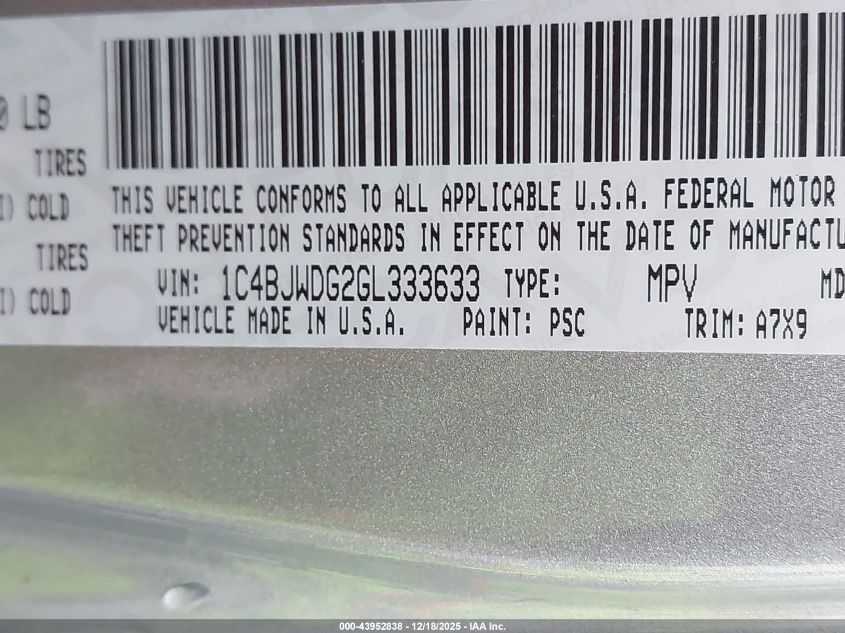 0 LB
TIRES
I) COLD
TIRES
I) COLD
THIS VEHICLE CONFORMS TO ALL APPLICABLE U.S.A. FEDERAL MOTOR
THEFT PREVENTION STANDARDS IN EFFECT ON THE DATE OF MANUFACTU
VIN: 1C4BJWDG2GL333633 TYPE: MPV MD
VEHICLE MADE IN U.S.A. PAINT: PSC TRIM: A7X9
000-43952838 - 12/18/2025 - IAA Inc.